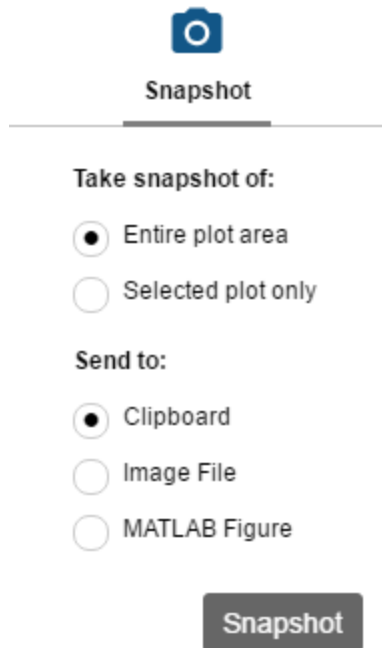 Snapshot
Take snapshot of:
Entire plot area
Selected plot only
Send to:
Clipboard
Image File
MATLAB Figure
Snapshot